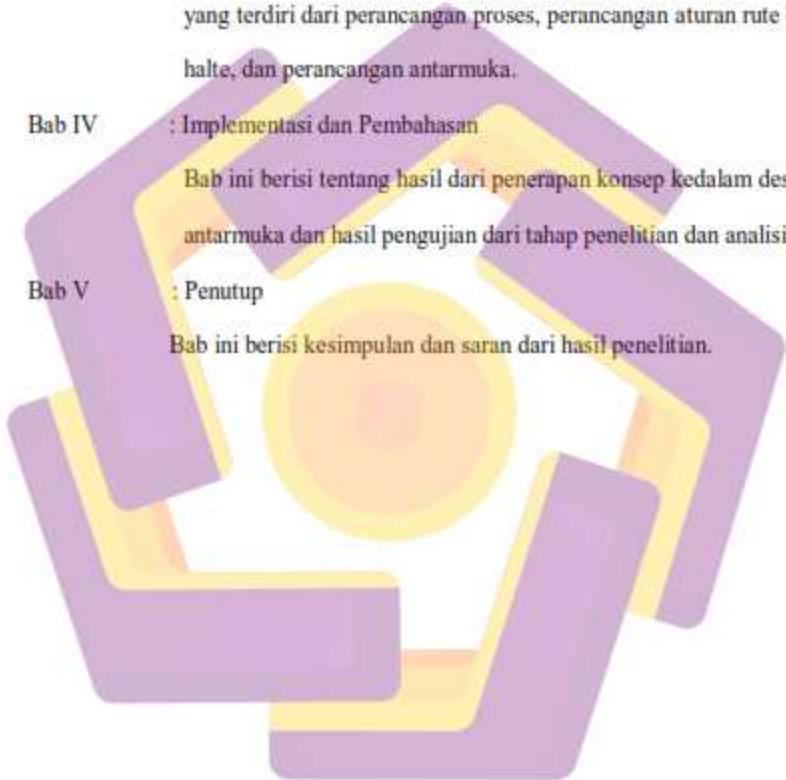 yang terdiri dari perancangan proses, perancangan aturan rute
halte, dan perancangan antarmuka.
Bab IV : Implementasi dan Pembahasan
Bab ini berisi tentang hasil dari penerapan konsep kedalam des
antarmuka dan hasil pengujian dari tahap penelitian dan analisi
Bab V : Penutup
Bab ini berisi kesimpulan dan saran dari hasil penelitian.